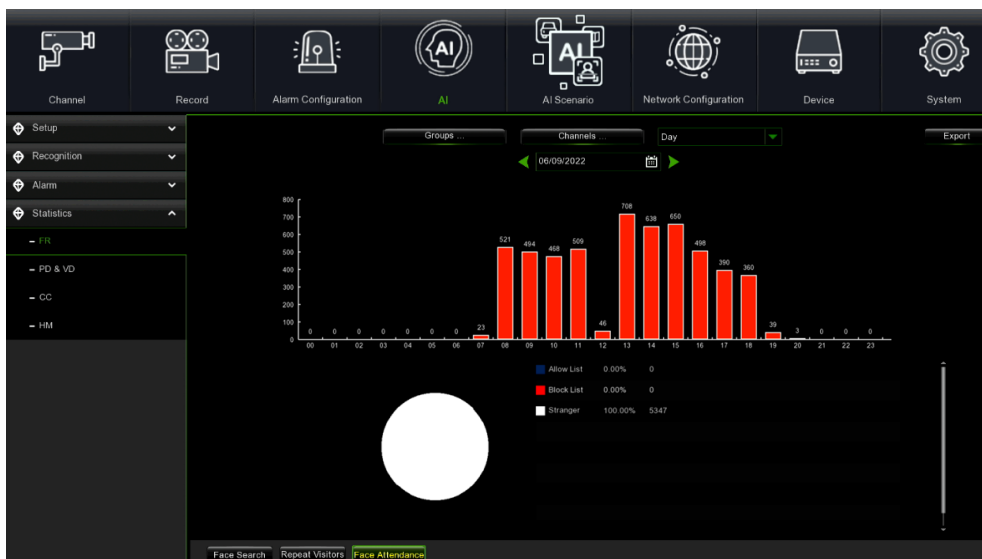 AI
AI
Channel Record Alarm Configuration AI AI Scenario Network Configuration Device System
Setup
Recognition
Alarm
Statistics
– FR
– PD & VD
– CC
– HM
Groups ... Channels ... Day Export
06/09/2022
800
700
600
500
400
300
200
100
0
0 0 0 0 0 0 0 23 521 494 468 509 46 708 638 650 498 390 360 39 3 0 0 0
00 01 02 03 04 05 06 07 08 09 10 11 12 13 14 15 16 17 18 19 20 21 22 23
Allow List 0.00% 0
Block List 0.00% 0
Stranger 100.00% 5347
Face Search Repeat Visitors Face Attendance